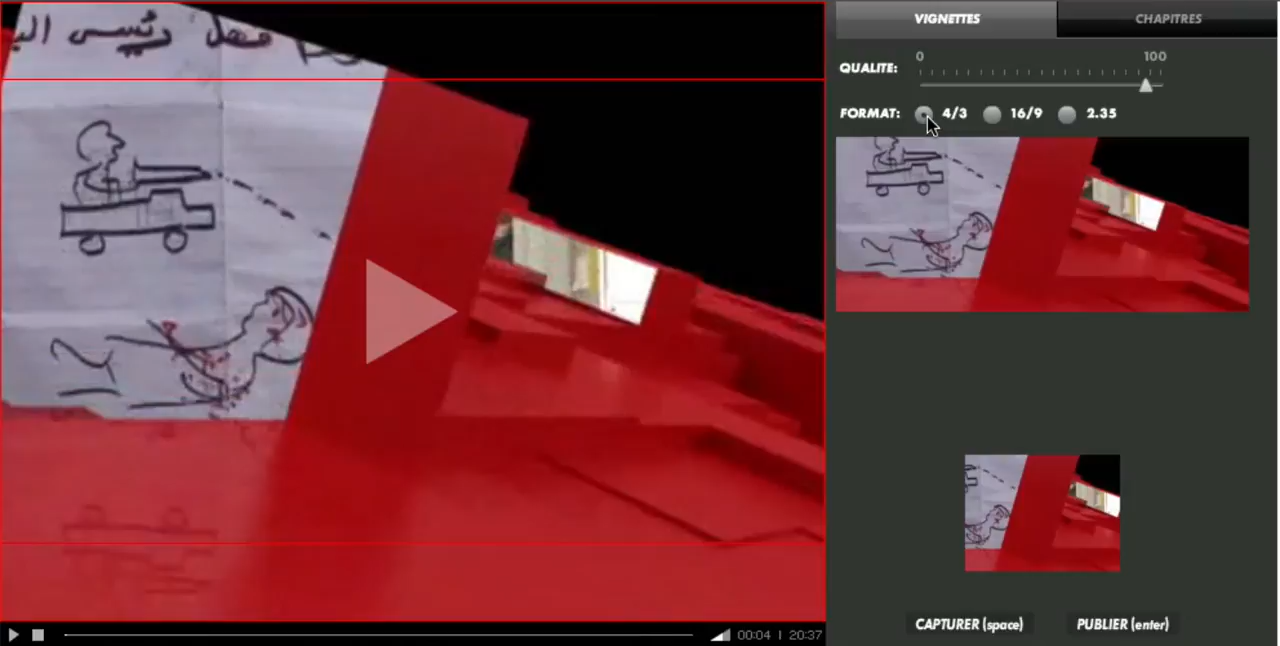 رئيسى
VIGNETTES
CHAPITRES
0 100
QUALITE:
FORMAT: 4/3 16/9 2.35
CAPTURER (space) PUBLIER (enter)
00:04 | 20:37